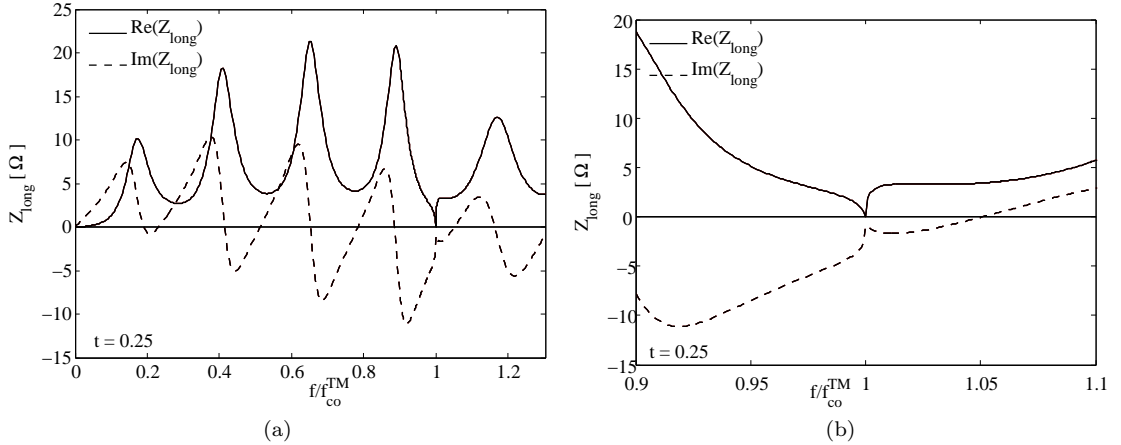 25
20
15
10
5
0
−5
−10
−15
Z_long [ Ω ]
Re(Z_long)
Im(Z_long)
t = 0.25
0 0.2 0.4 0.6 0.8 1 1.2
f/f_co^TM
(a)
20
15
10
5
0
−5
−10
−15
Z_long [ Ω ]
Re(Z_long)
Im(Z_long)
t = 0.25
0.9 0.95 1 1.05 1.1
f/f_co^TM
(b)